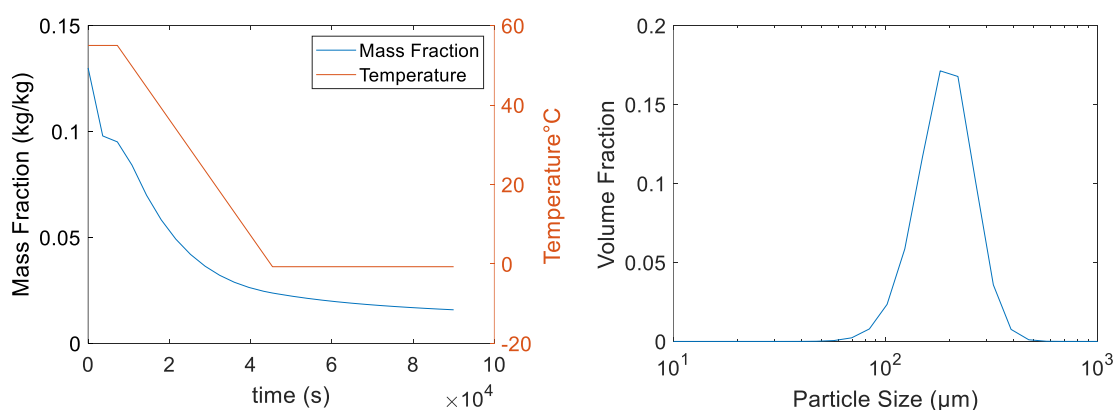 0.15
0.1
0.05
0
Mass Fraction (kg/kg)
60
40
20
0
-20
Temperature°C
Mass Fraction
Temperature
0 2 4 6 8 10
time (s)
×10^4
0.2
0.15
0.1
0.05
0
Volume Fraction
10^1 10^2 10^3
Particle Size (μm)